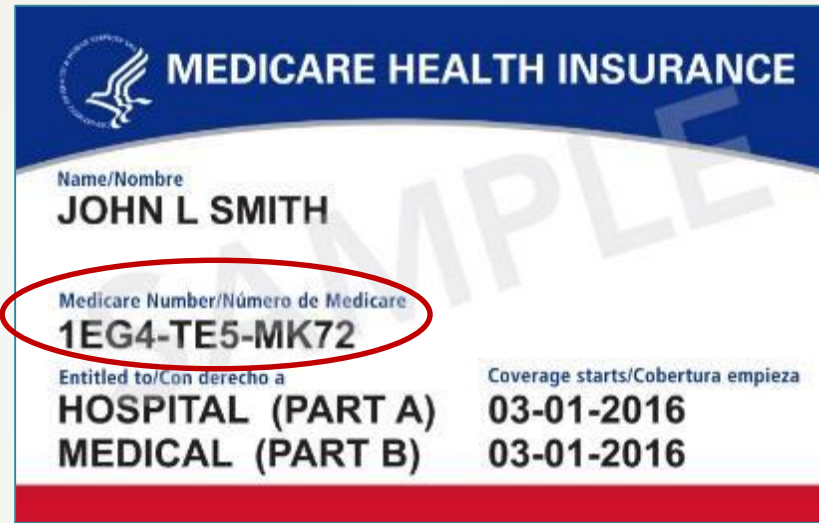 MEDICARE HEALTH INSURANCE
Name/Nombre
JOHN L SMITH
Medicare Number/Número de Medicare
1EG4-TE5-MK72
Entitled to/Con derecho a
HOSPITAL (PART A)
MEDICAL (PART B)
Coverage starts/Cobertura empieza
03-01-2016
03-01-2016
SAMPLE